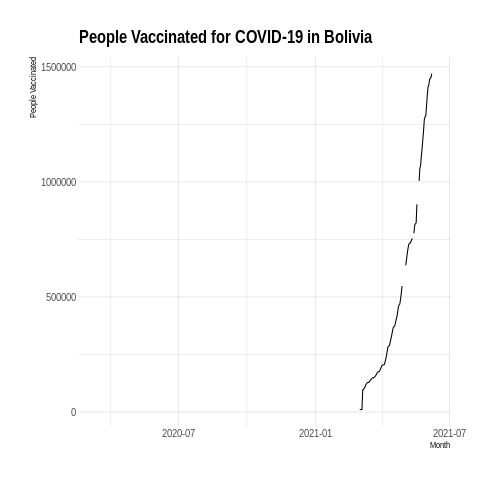 People Vaccinated for COVID-19 in Bolivia
People Vaccinated
1500000
1000000
500000
0
2020-07
2021-01
2021-07
Month